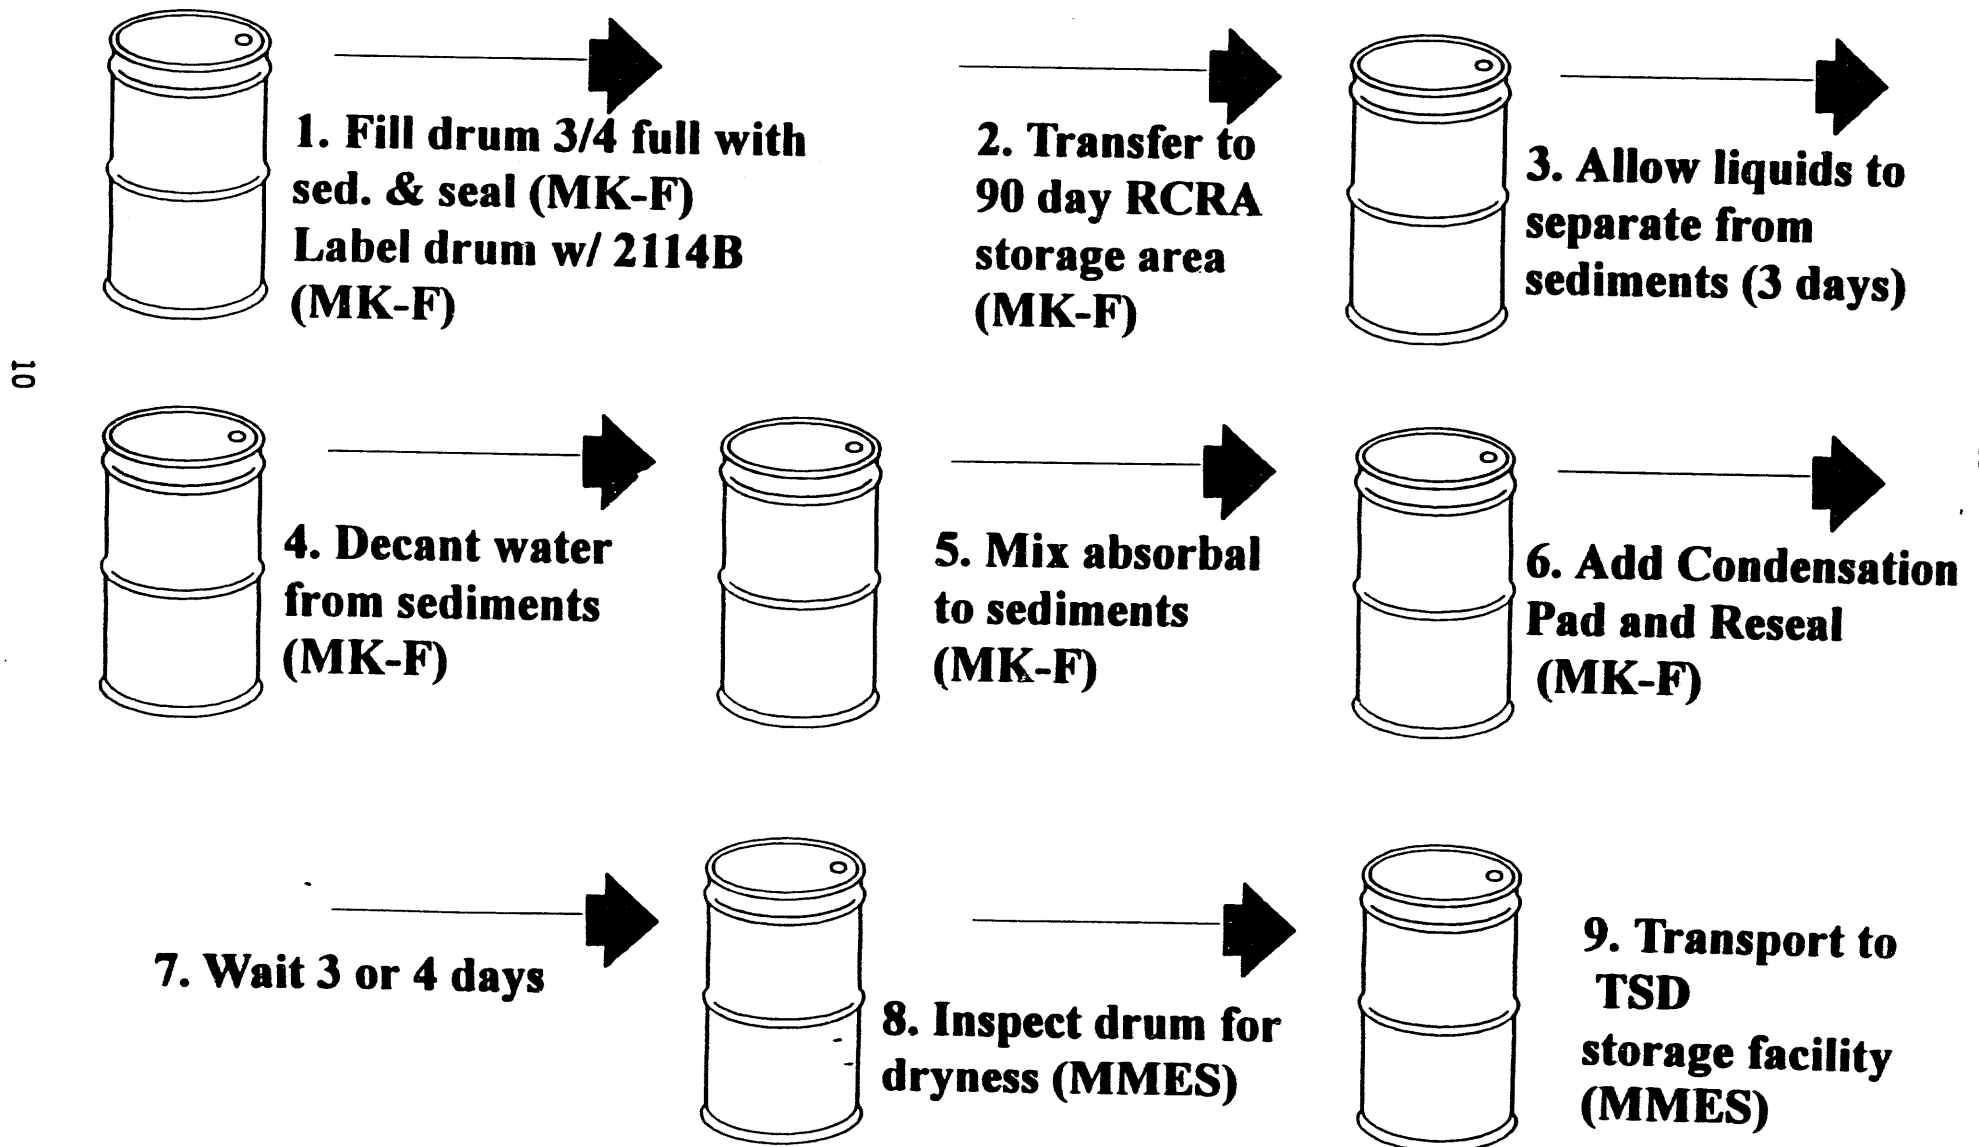 1. Fill drum 3/4 full with
sed. & seal (MK-F)
Label drum w/ 2114B
(MK-F)
2. Transfer to
90 day RCRA
storage area
(MK-F)
3. Allow liquids to
separate from
sediments (3 days)
10
4. Decant water
from sediments
(MK-F)
5. Mix absorbal
to sediments
(MK-F)
6. Add Condensation
Pad and Reseal
(MK-F)
7. Wait 3 or 4 days
8. Inspect drum for
dryness (MMES)
9. Transport to
TSD
storage facility
(MMES)